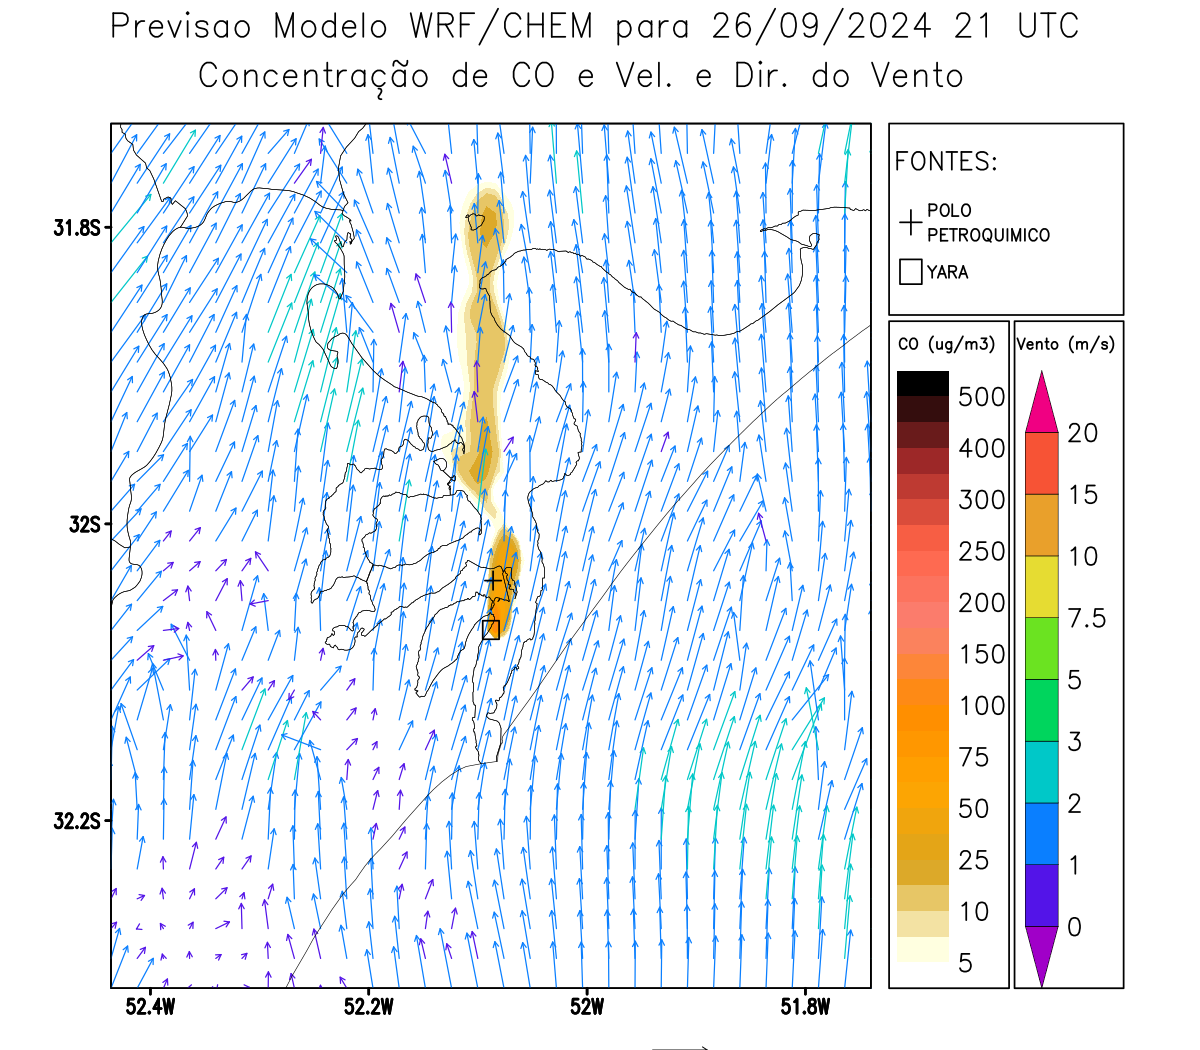 Previsao Modelo WRF/CHEM para 26/09/2024 21 UTC
Concentração de CO e Vel. e Dir. do Vento
FONTES:
POLO
PETROQUIMICO
YARA
31.8S
32S
32.2S
52.4W
52.2W
52W
51.8W
CO (ug/m3)
500
400
300
250
200
150
100
75
50
25
10
5
Vento (m/s)
20
15
10
7.5
5
3
2
1
0